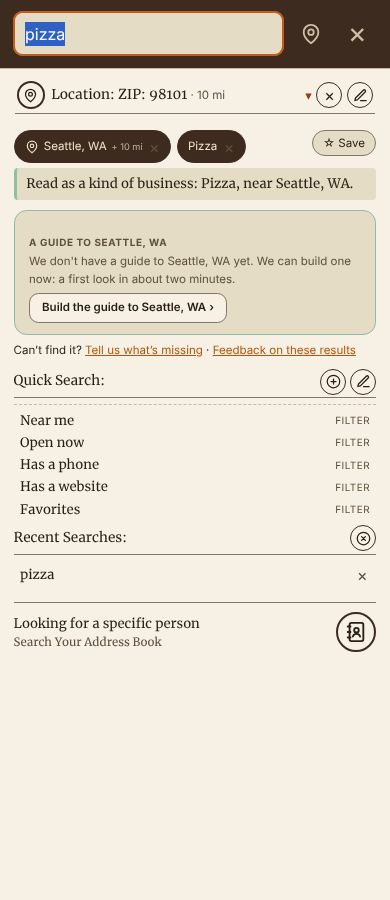 pizza
Location: ZIP: 98101 · 10 mi
Seattle, WA + 10 mi × Pizza × ☆ Save
Read as a kind of business: Pizza, near Seattle, WA.
A GUIDE TO SEATTLE, WA
We don't have a guide to Seattle, WA yet. We can build one
now: a first look in about two minutes.
Build the guide to Seattle, WA ›
Can't find it? Tell us what's missing · Feedback on these results
Quick Search:
Near me FILTER
Open now FILTER
Has a phone FILTER
Has a website FILTER
Favorites FILTER
Recent Searches:
pizza ×
Looking for a specific person
Search Your Address Book